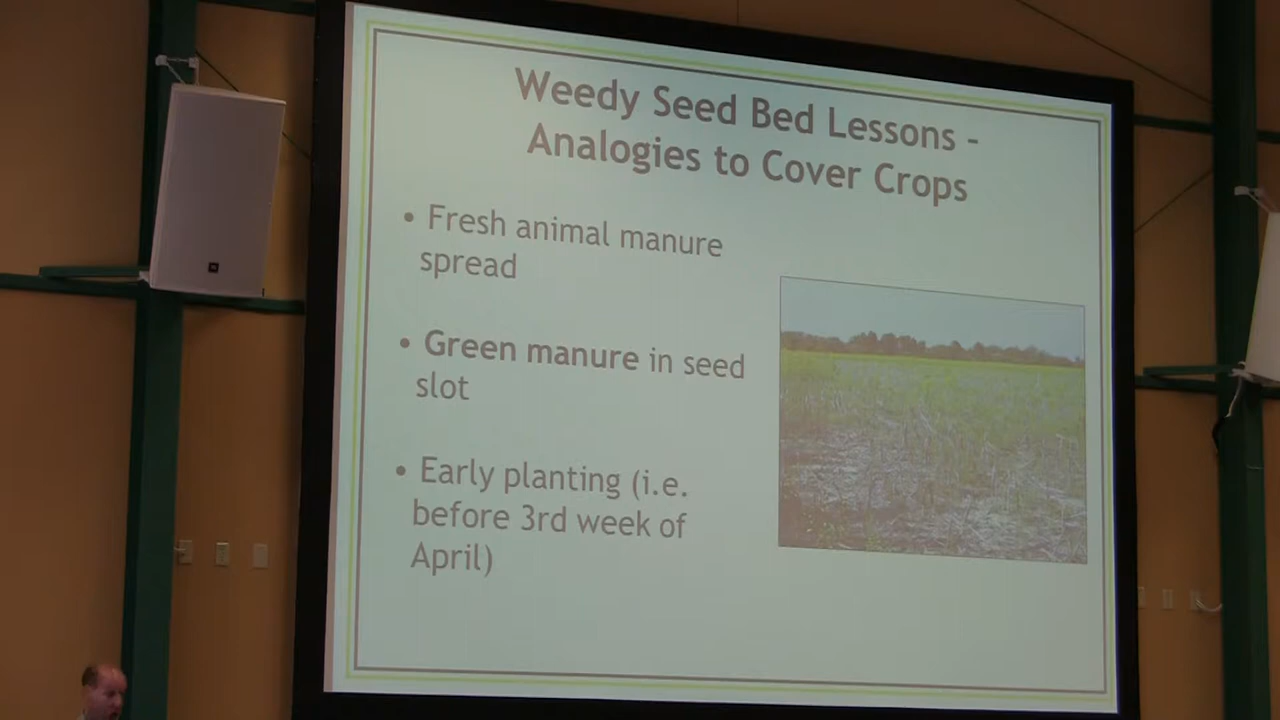 Weedy Seed Bed Lessons -
Analogies to Cover Crops
• Fresh animal manure
spread
• Green manure in seed
slot
• Early planting (i.e.
before 3rd week of
April)